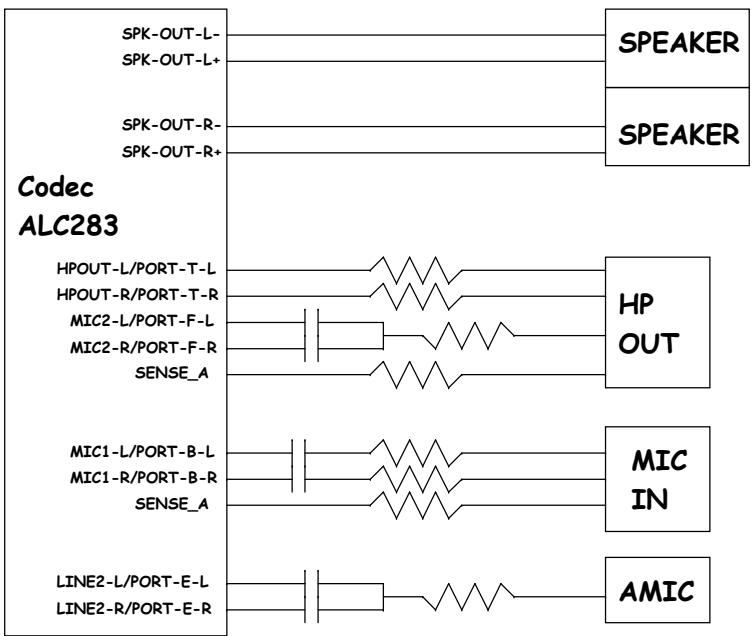 SPK-OUT-L-
SPK-OUT-L+
SPEAKER
SPK-OUT-R-
SPK-OUT-R+
SPEAKER
Codec
ALC283
HPOUT-L/PORT-T-L
HPOUT-R/PORT-T-R
MIC2-L/PORT-F-L
MIC2-R/PORT-F-R
SENSE_A
HP
OUT
MIC1-L/PORT-B-L
MIC1-R/PORT-B-R
SENSE_A
MIC
IN
LINE2-L/PORT-E-L
LINE2-R/PORT-E-R
AMIC